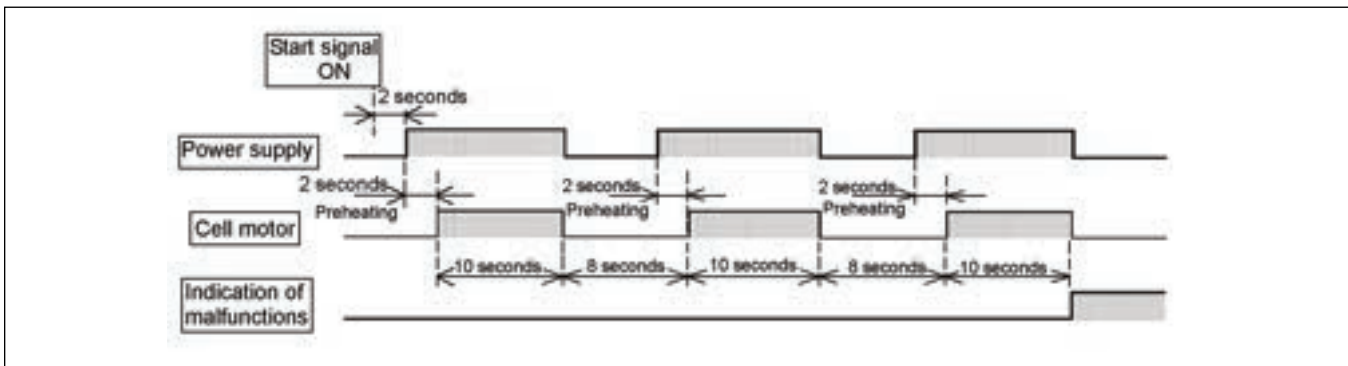 Start signal
ON
2 seconds
Power supply
2 seconds
Preheating
2 seconds
Preheating
2 seconds
Preheating
Cell motor
10 seconds
8 seconds
10 seconds
8 seconds
10 seconds
Indication of
malfunctions